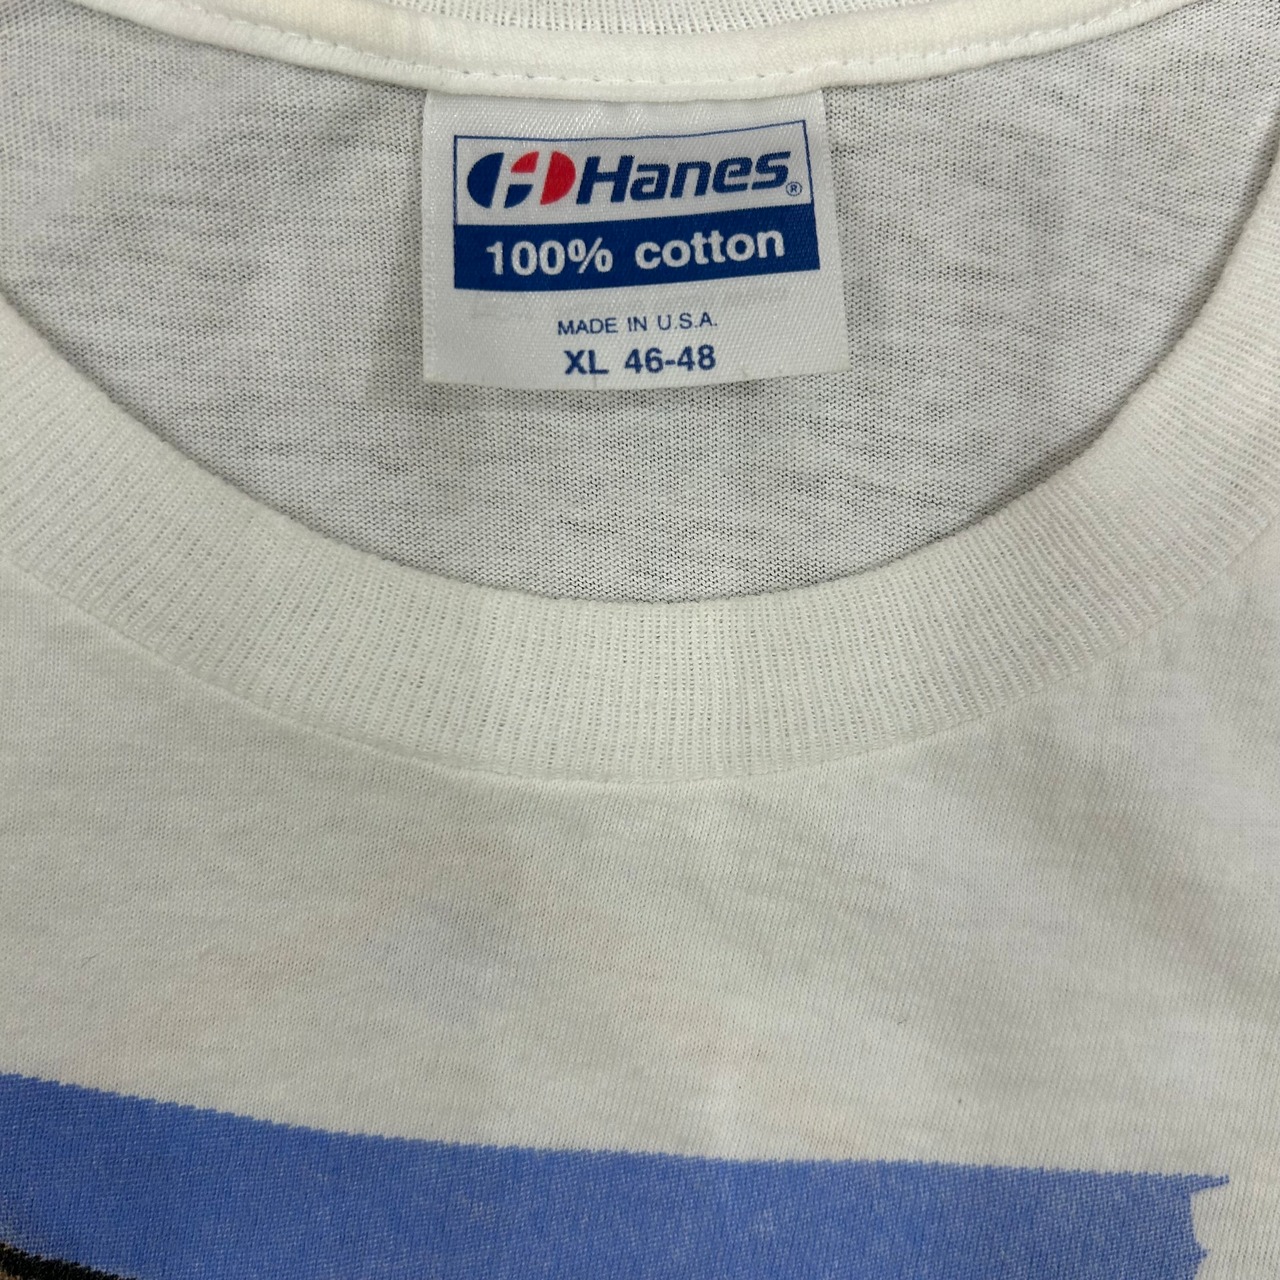 Hanes®
100% cotton
MADE IN U.S.A.
XL 46-48